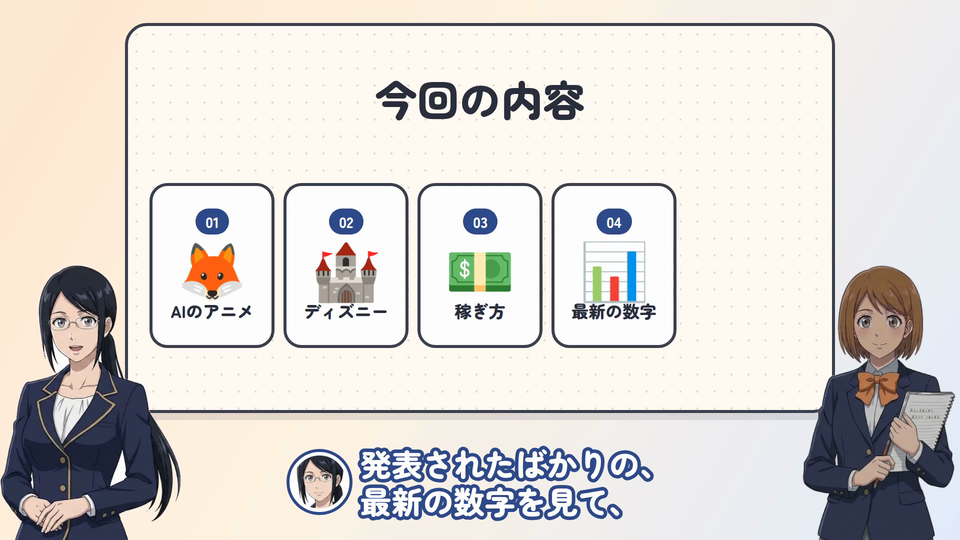 今回の内容
01
AIのアニメ
02
ディズニー
03
稼ぎ方
04
最新の数字
発表されたばかりの、
最新の数字を見て、